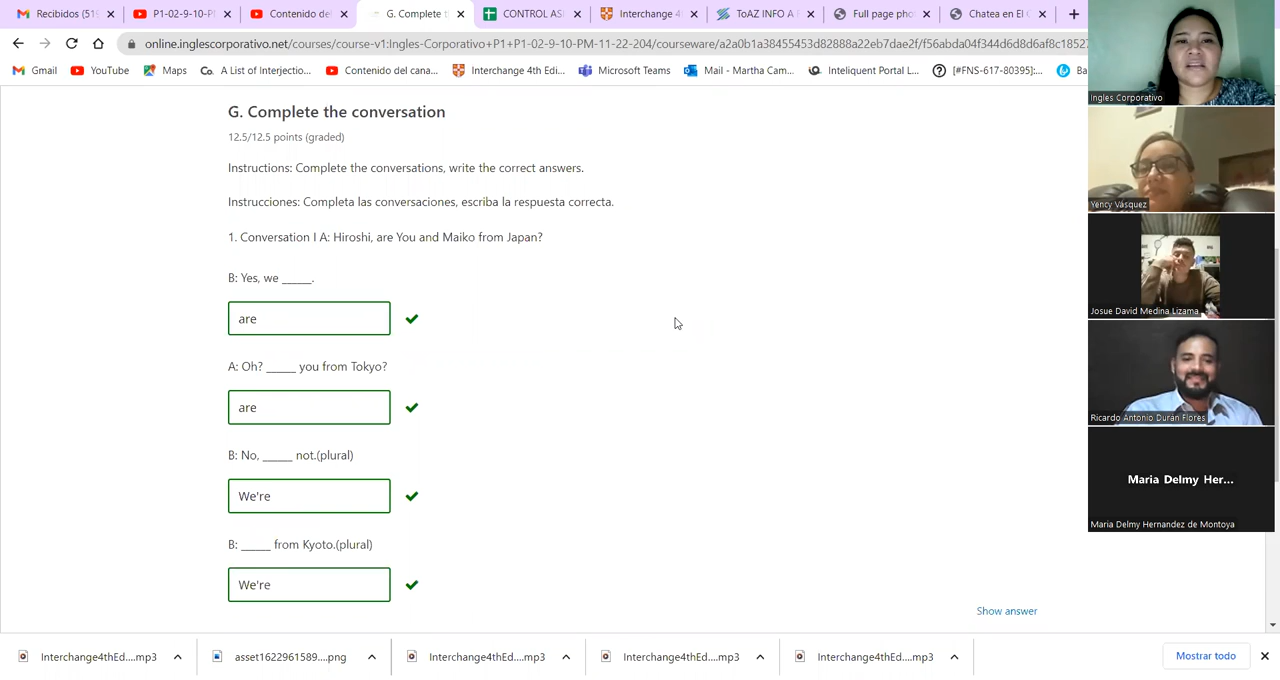 Recibidos (519
P1-02-9-10-PM
Contenido del
G. Complete t
CONTROL ASI
Interchange 4
ToAZ INFO A
Full page pho
Chatea en El C
online.inglescorporativo.net/courses/course-v1:Ingles-Corporativo+P1+P1-02-9-10-PM-11-22-204/courseware/a2a0b1a38455453d82888a22eb7dae2f/f56abda04f344d6d8d6af8c1852
Gmail
YouTube
Maps
A List of Interjectio...
Contenido del cana...
Interchange 4th Edi...
Microsoft Teams
Mail - Martha Cam...
Inteliquent Portal L...
[#FNS-617-80395]:...
Ba
G. Complete the conversation
12.5/12.5 points (graded)
Instructions: Complete the conversations, write the correct answers.
Instrucciones: Completa las conversaciones, escriba la respuesta correcta.
1. Conversation I A: Hiroshi, are You and Maiko from Japan?
B: Yes, we _____.
are
A: Oh? _____ you from Tokyo?
are
B: No, _____ not.(plural)
We're
B: _____ from Kyoto.(plural)
We're
Show answer
Ingles Corporativo
Yency Vásquez
Josue David Medina Lizama
Ricardo Antonio Durán Flores
Maria Delmy Her...
Maria Delmy Hernandez de Montoya
Interchange4thEd....mp3
asset1622961589....png
Interchange4thEd....mp3
Interchange4thEd....mp3
Interchange4thEd....mp3
Mostrar todo